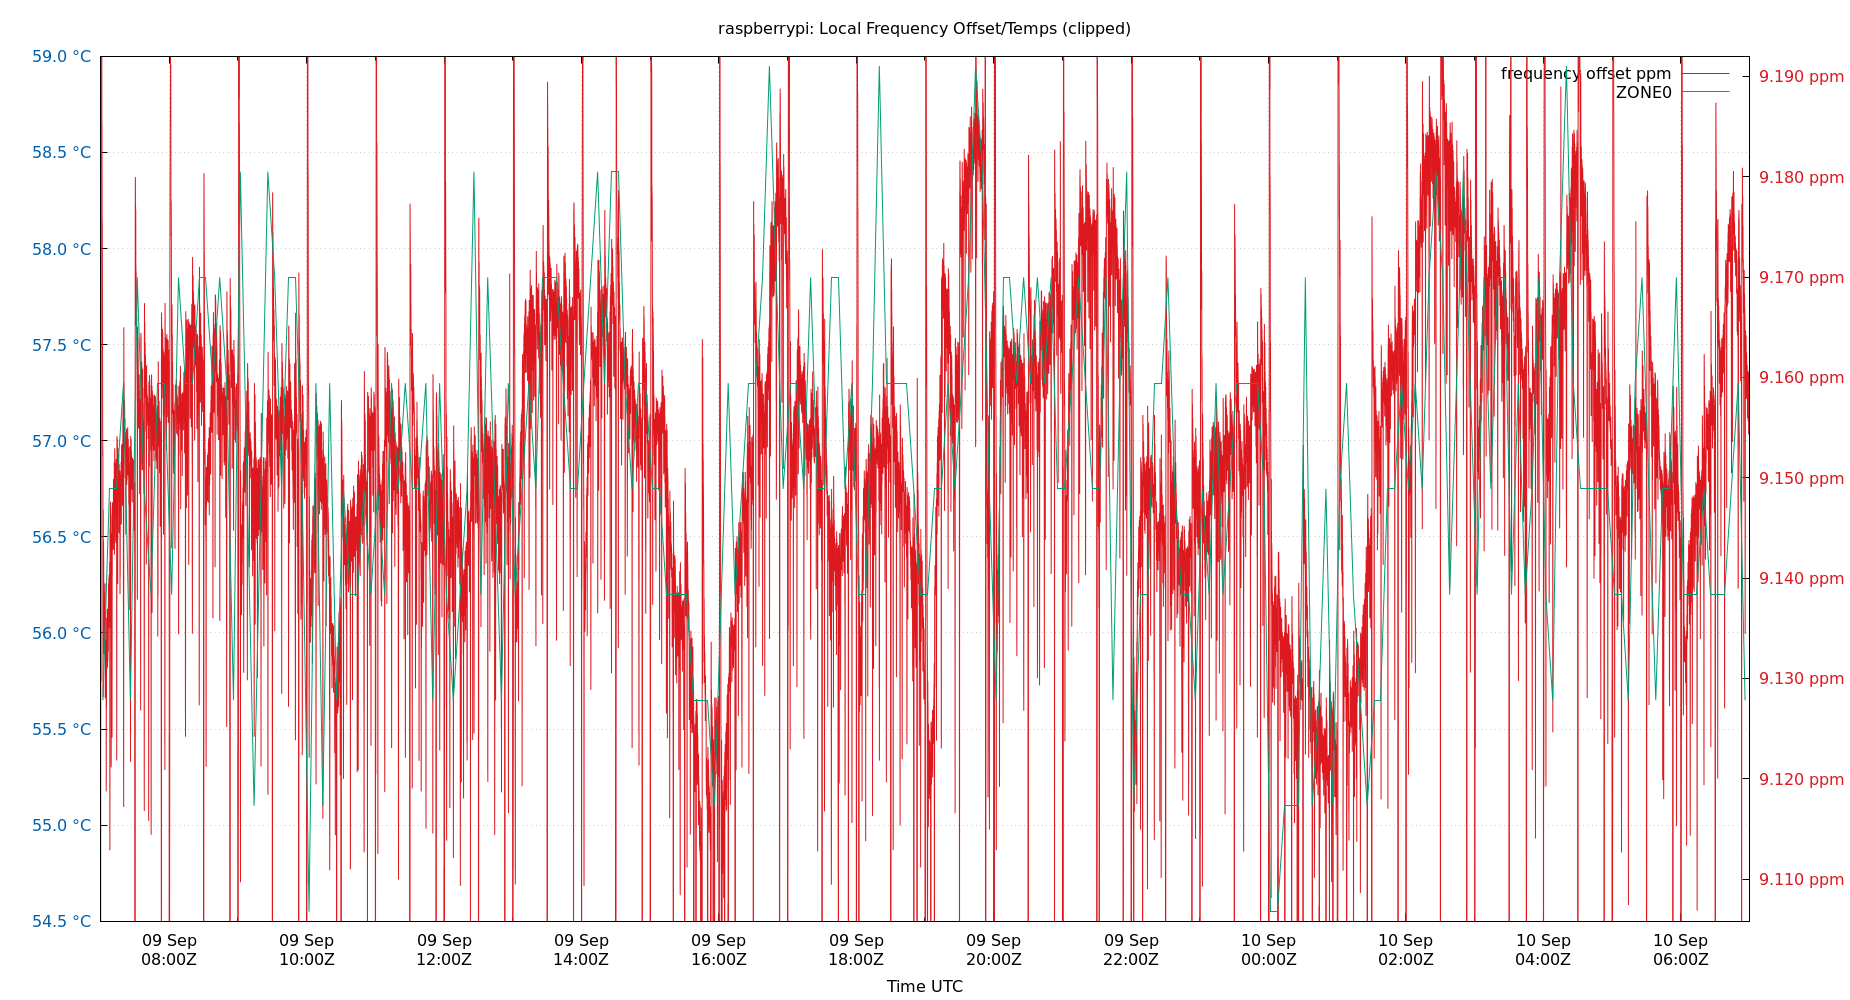 raspberrypi: Local Frequency Offset/Temps (clipped)
59.0 °C
58.5 °C
58.0 °C
57.5 °C
57.0 °C
56.5 °C
56.0 °C
55.5 °C
55.0 °C
54.5 °C
frequency offset ppm
ZONE0
9.190 ppm
9.180 ppm
9.170 ppm
9.160 ppm
9.150 ppm
9.140 ppm
9.130 ppm
9.120 ppm
9.110 ppm
09 Sep 09 Sep 09 Sep 09 Sep 09 Sep 09 Sep 09 Sep 09 Sep 10 Sep 10 Sep 10 Sep 10 Sep
08:00Z 10:00Z 12:00Z 14:00Z 16:00Z 18:00Z 20:00Z 22:00Z 00:00Z 02:00Z 04:00Z 06:00Z
Time UTC